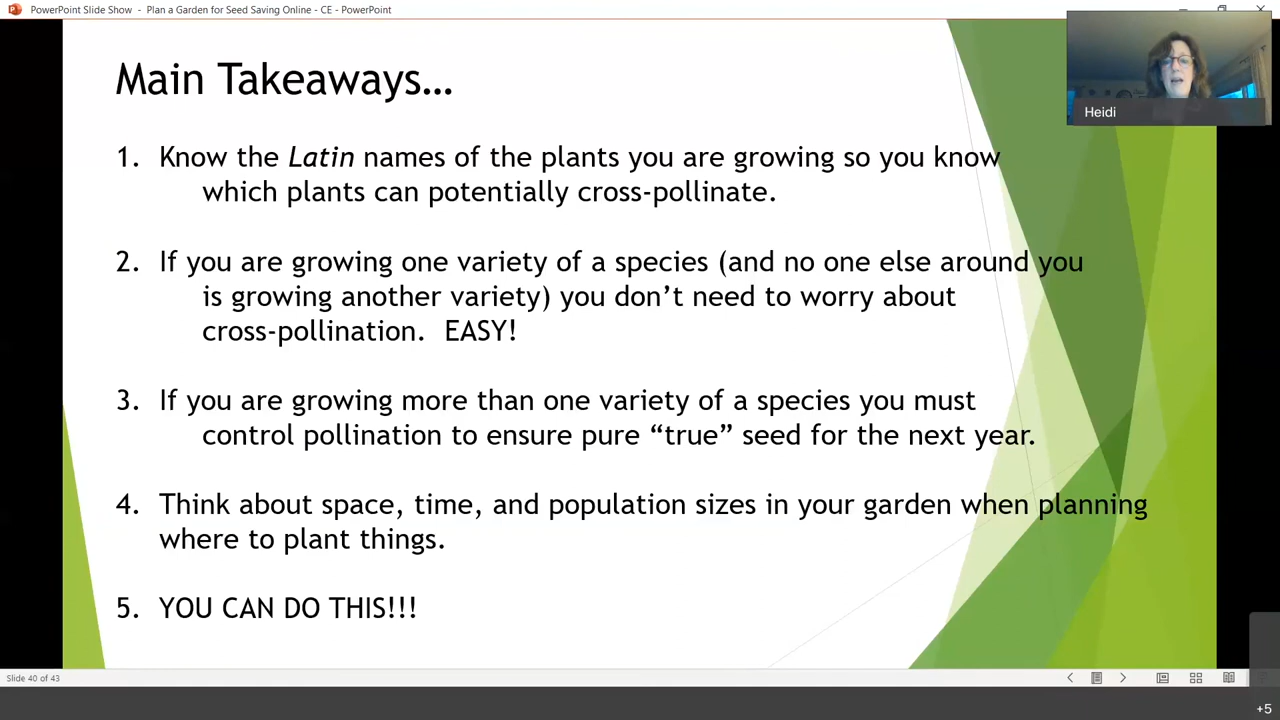 PowerPoint Slide Show - Plan a Garden for Seed Saving Online - CE - PowerPoint
Heidi
Main Takeaways...
1. Know the Latin names of the plants you are growing so you know
which plants can potentially cross-pollinate.
2. If you are growing one variety of a species (and no one else around you
is growing another variety) you don't need to worry about
cross-pollination. EASY!
3. If you are growing more than one variety of a species you must
control pollination to ensure pure “true” seed for the next year.
4. Think about space, time, and population sizes in your garden when planning
where to plant things.
5. YOU CAN DO THIS!!!
Slide 40 of 43
+5